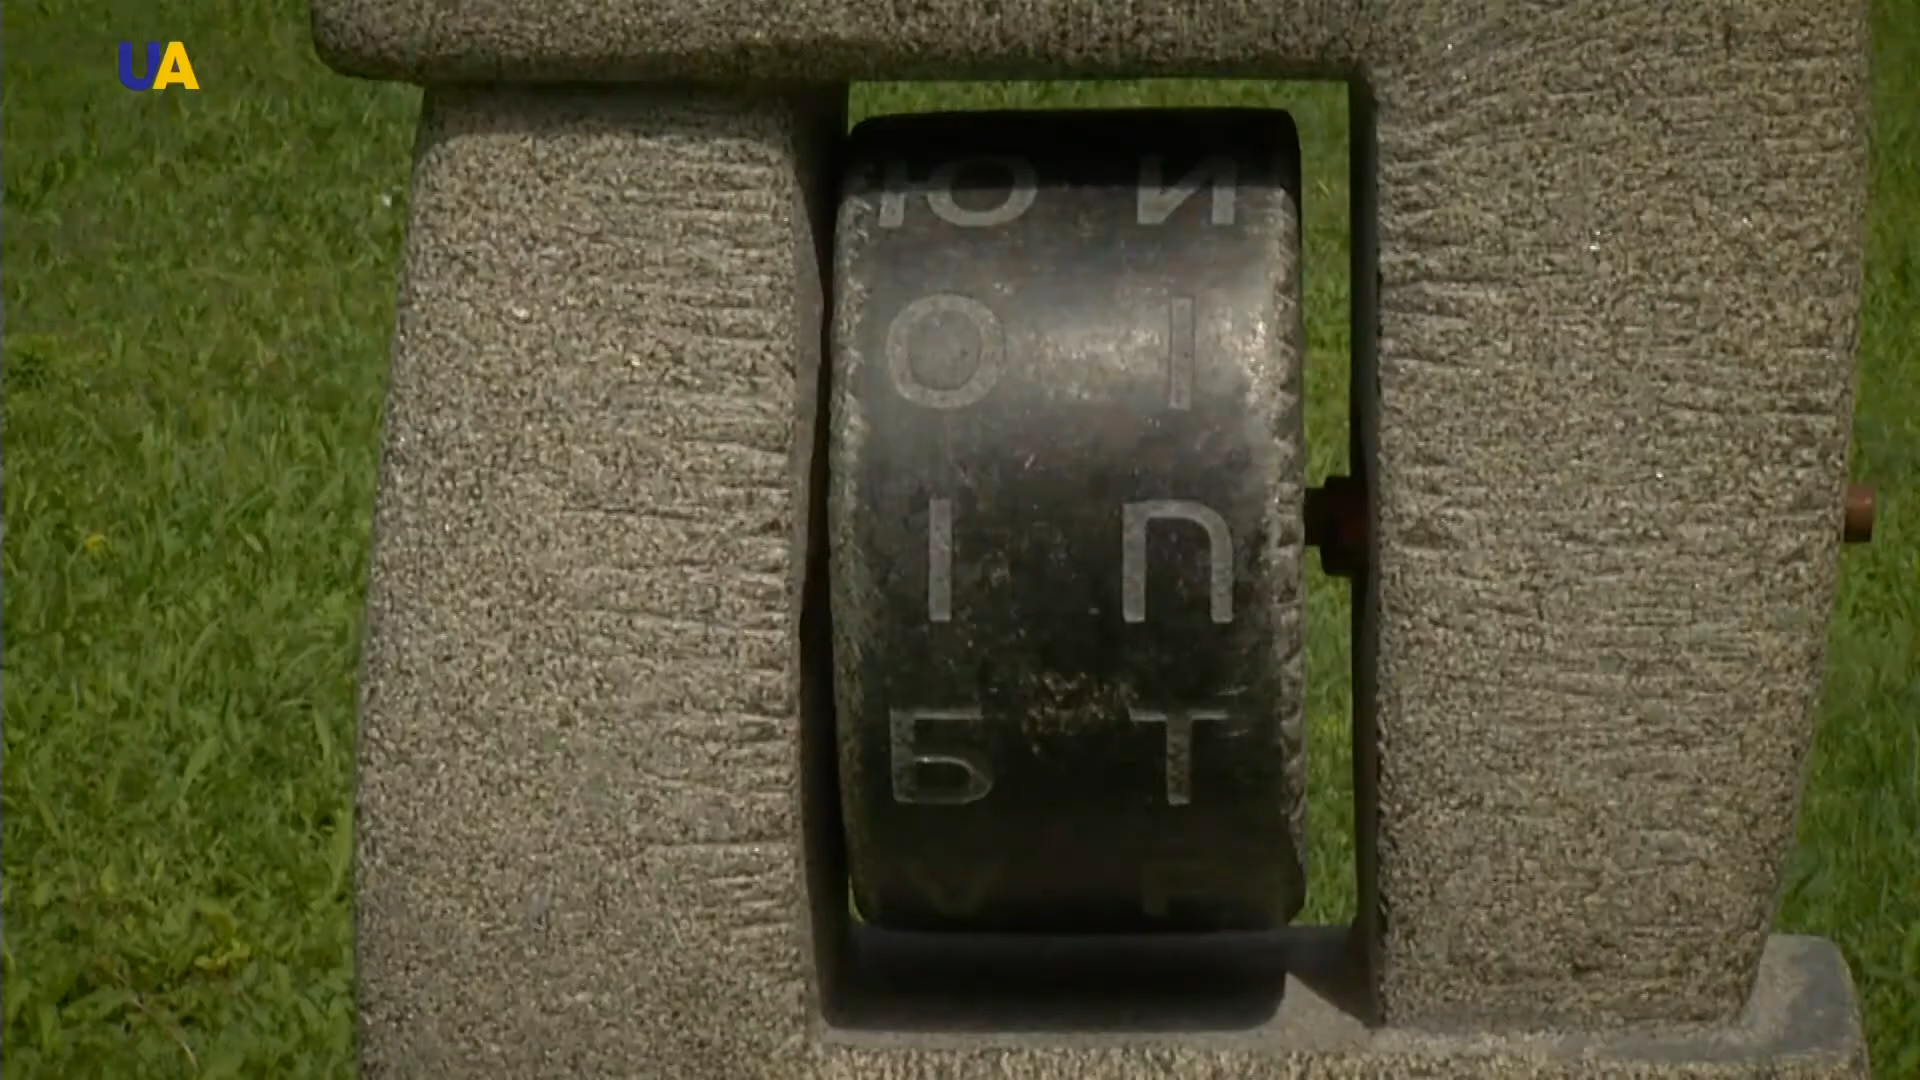 UA
Ю И
О І
І П
Б Т